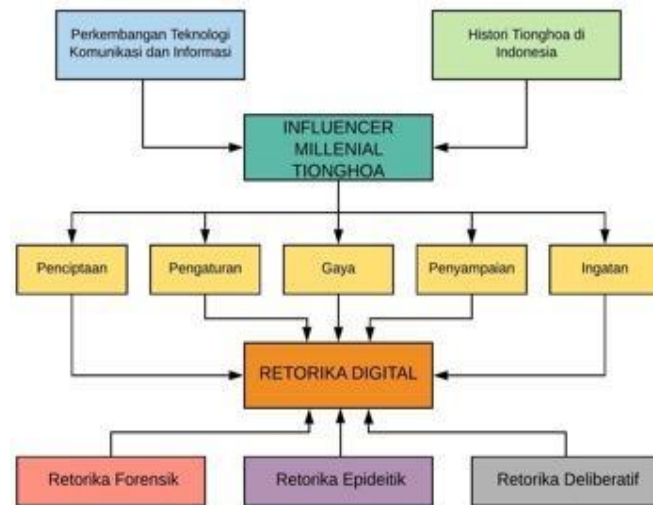 Perkembangan Teknologi
Komunikasi dan Informasi
Histori Tionghoa di
Indonesia
INFLUENCER
MILLENIAL
TIONGHOA
Penciptaan
Pengaturan
Gaya
Penyampaian
Ingatan
RETORIKA DIGITAL
Retorika Forensik
Retorika Epideitik
Retorika Deliberatif